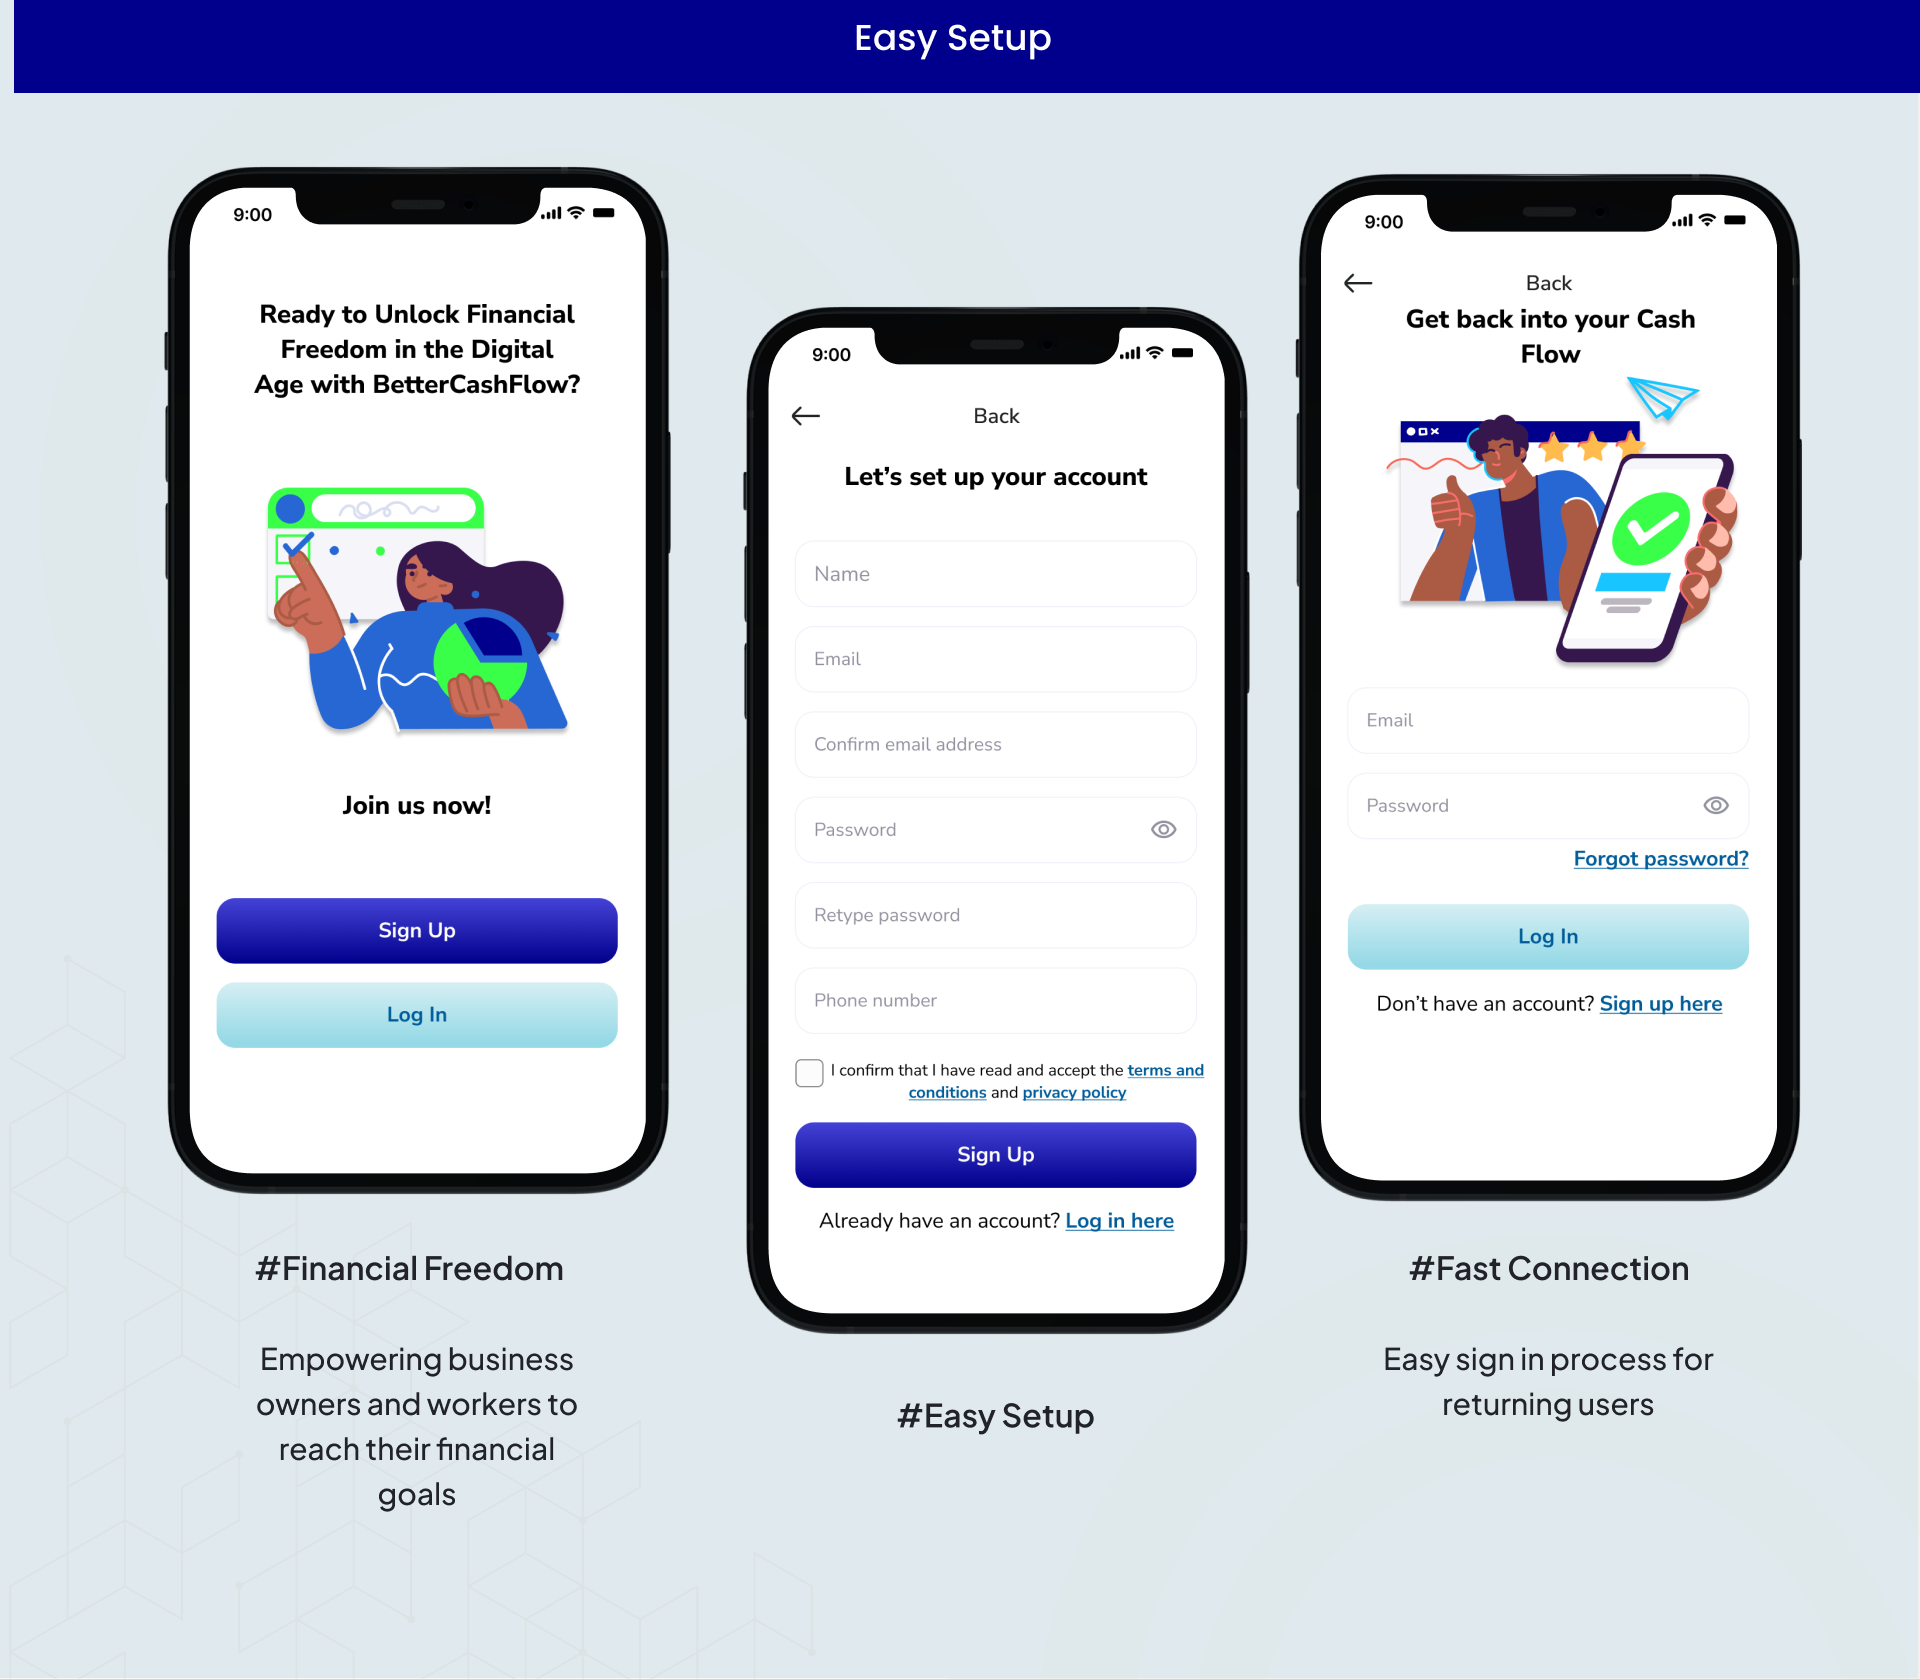 Easy Setup
9:00
Ready to Unlock Financial
Freedom in the Digital
Age with BetterCashFlow?
Join us now!
Sign Up
Log In
#Financial Freedom
Empowering business
owners and workers to
reach their financial
goals
9:00
Back
Let’s set up your account
Name
Email
Confirm email address
Password
Retype password
Phone number
I confirm that I have read and accept the terms and
conditions and privacy policy
Sign Up
Already have an account? Log in here
#Easy Setup
9:00
Back
Get back into your Cash
Flow
Email
Password
Forgot password?
Log In
Don’t have an account? Sign up here
#Fast Connection
Easy sign in process for
returning users